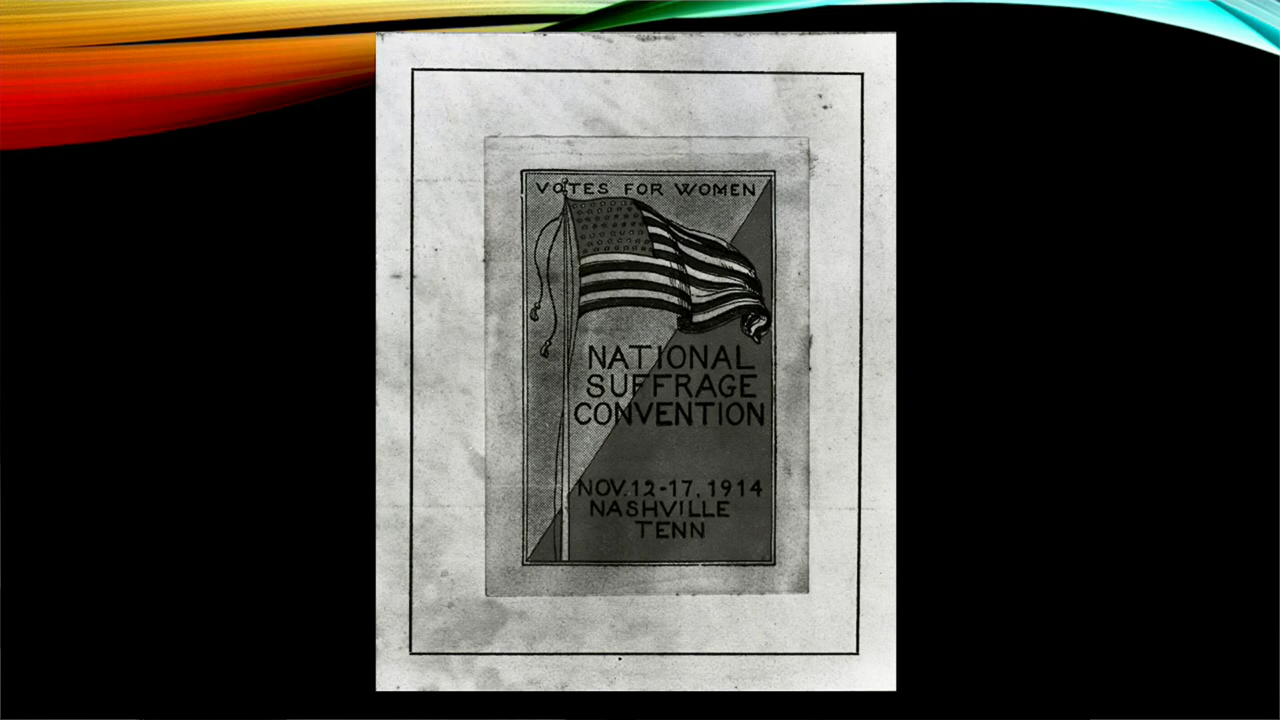 VOTES FOR WOMEN
NATIONAL
SUFFRAGE
CONVENTION
NOV. 12-17, 1914
NASHVILLE
TENN